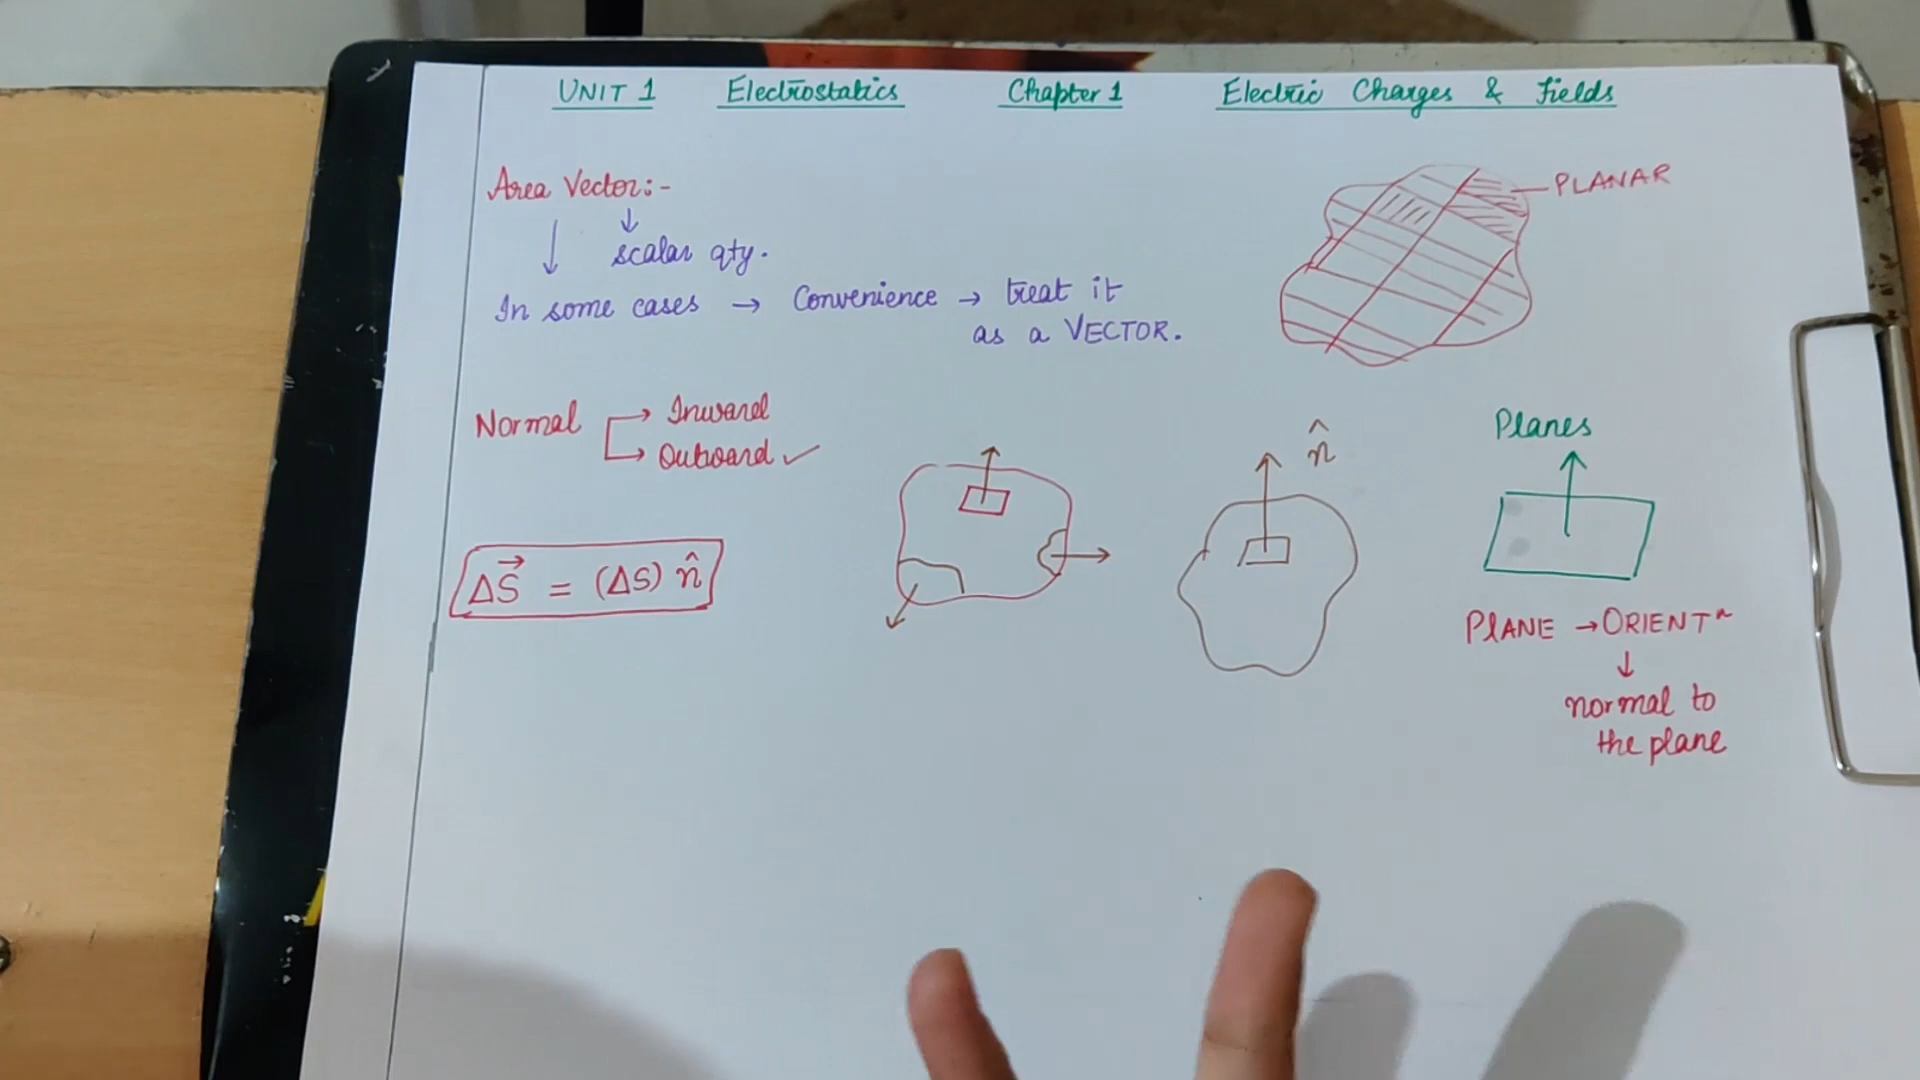 UNIT 1 Electrostatics Chapter 1 Electric Charges & Fields
Area Vector:-
↓ ↓
scalar qty.
In some cases → Convenience → treat it
as a VECTOR.
PLANAR
Normal → Inward
→ Outward ✓
ΔS⃗ = (ΔS) n̂
n̂
Planes
PLANE → ORIENTⁿ
↓
normal to
the plane